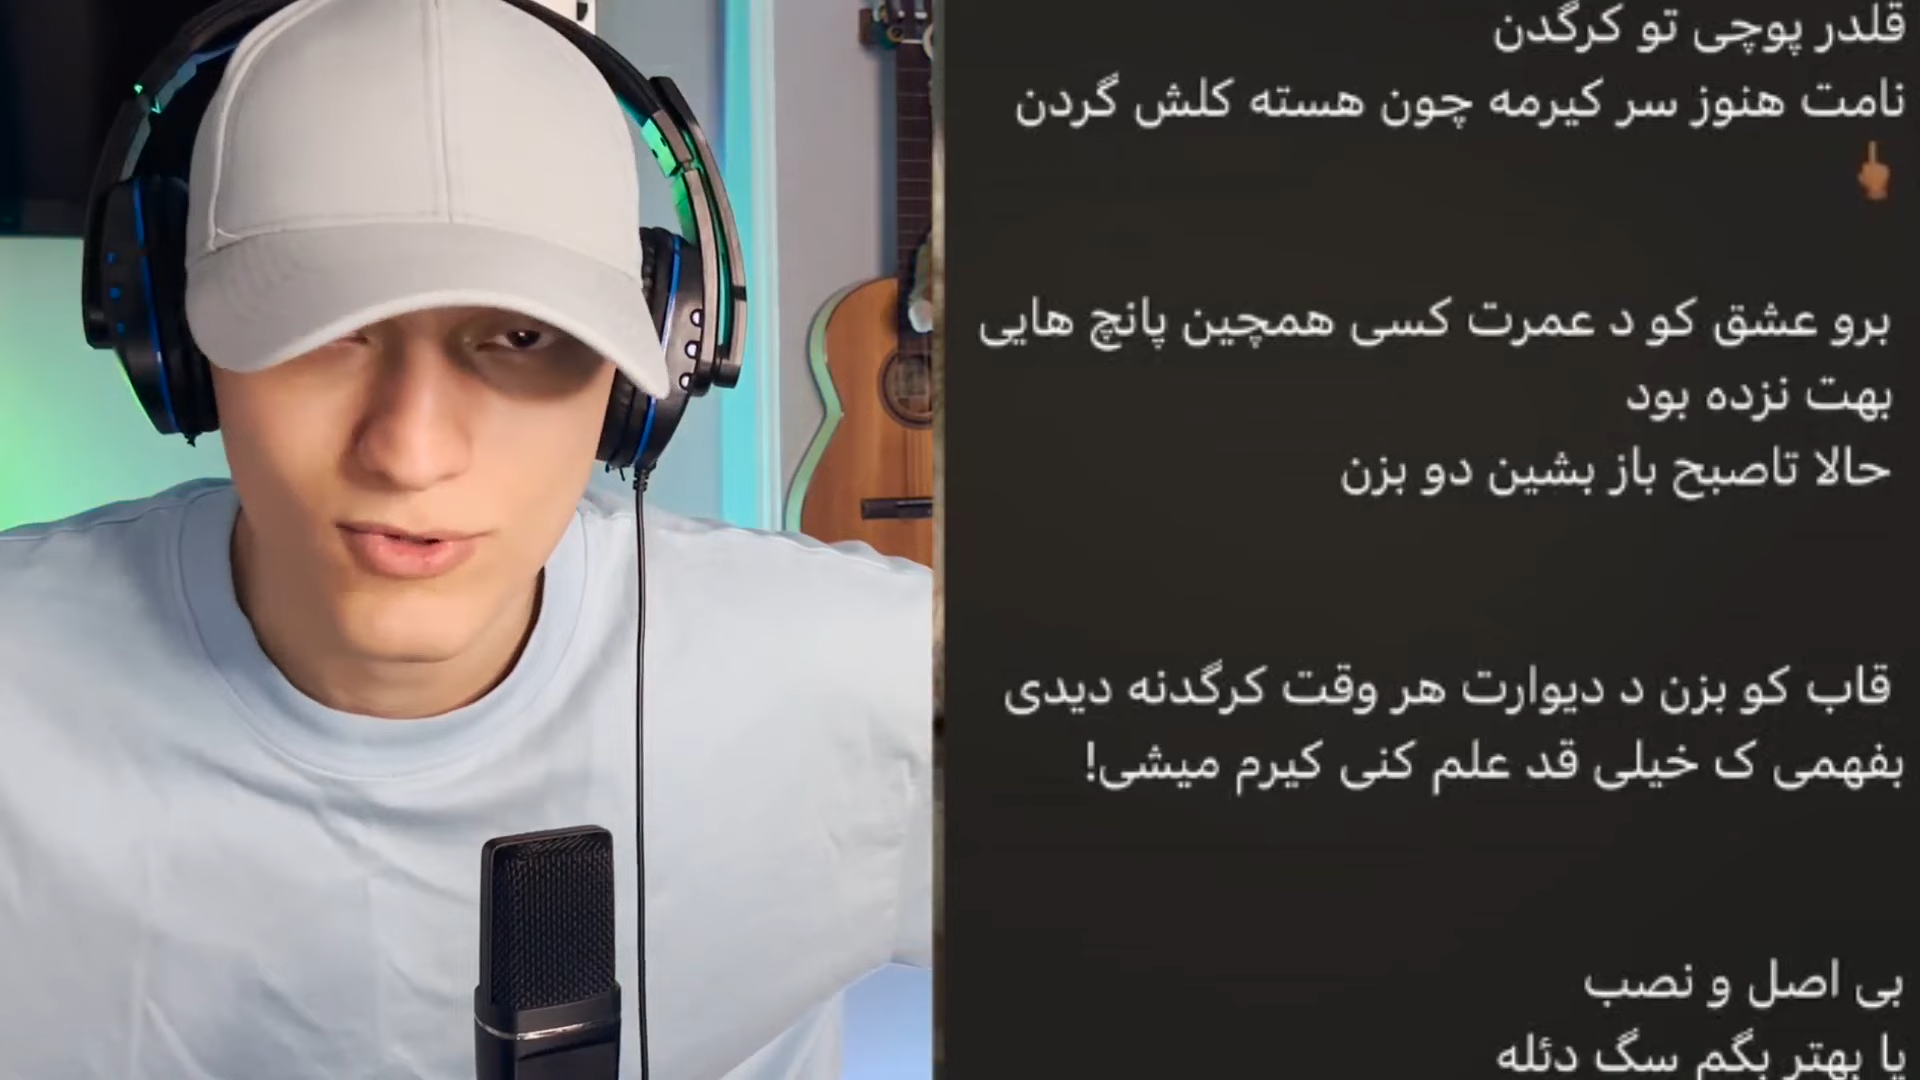 قلدر پوچی تو کرگدن
نامت هنوز سر کیرمه چون هسته کلش گردن
🖕🏾
برو عشق کو د عمرت کسی همچین پانچ هایی
بهت نزده بود
حالا تاصبح باز بشین دو بزن
قاب کو بزن د دیوارت هر وقت کرگدنه دیدی
بفهمی ک خیلی قد علم کنی کیرم میشی!
بی اصل و نصب
یا بهتر بگم سگ دئله